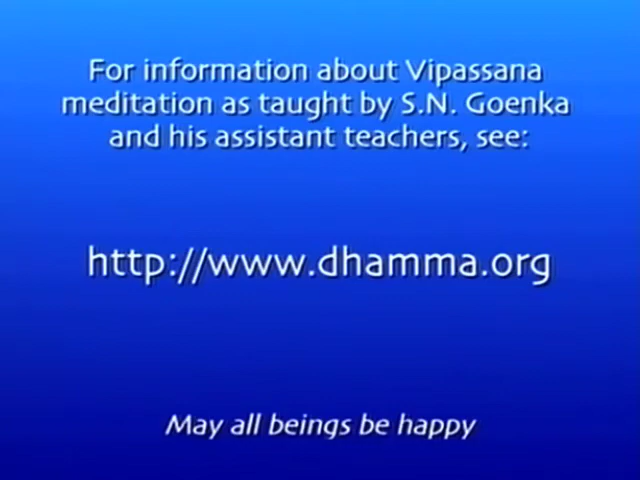 For information about Vipassana
meditation as taught by S.N. Goenka
and his assistant teachers, see:
http://www.dhamma.org
May all beings be happy